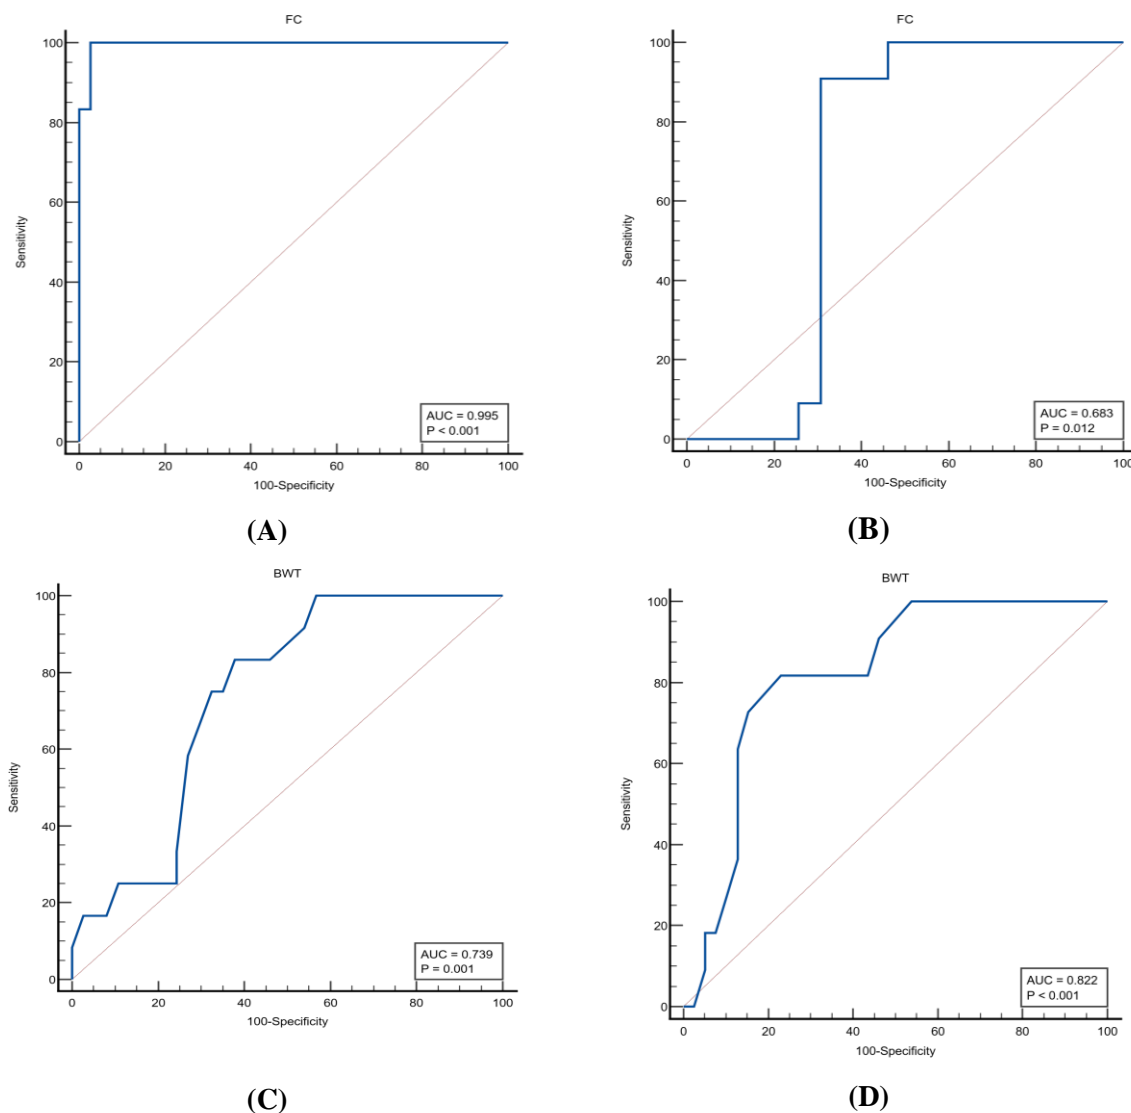 FC
100
80
60
40
20
0
Sensitivity
AUC = 0.995
P < 0.001
0 20 40 60 80 100
100-Specificity
(A)
FC
100
80
60
40
20
0
Sensitivity
AUC = 0.683
P = 0.012
0 20 40 60 80 100
100-Specificity
(B)
BWT
100
80
60
40
20
0
Sensitivity
AUC = 0.739
P = 0.001
0 20 40 60 80 100
100-Specificity
(C)
BWT
100
80
60
40
20
0
Sensitivity
AUC = 0.822
P < 0.001
0 20 40 60 80 100
100-Specificity
(D)